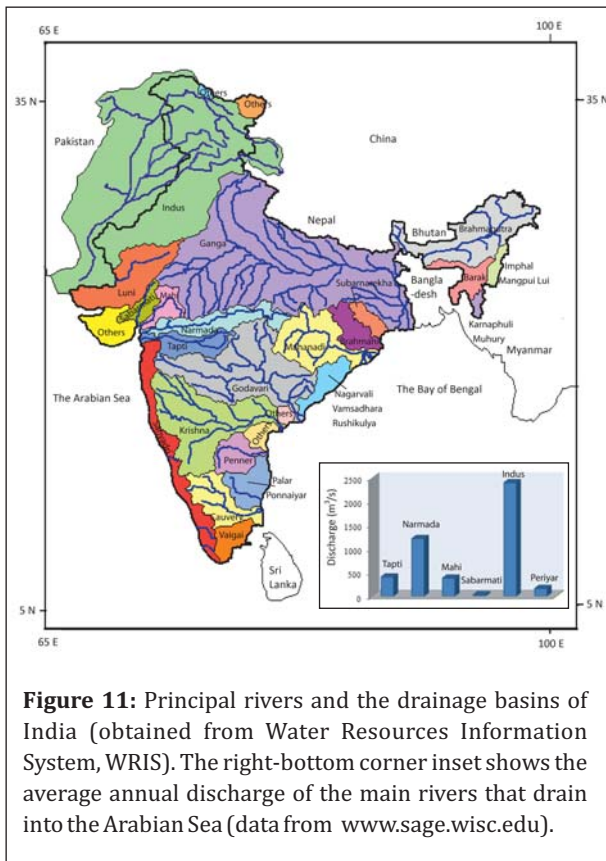 65 E
100 E
35 N
35 N
Others
Others
Pakistan
China
Indus
Nepal
Ganga
Bhutan
Brahmaputra
Subarnarekha
Bangla
-desh
Barak
Imphal
Mangpui Lui
Luni
Mahi
Sabarmati
Others
Narmada
Tapti
Mahanadi
Brahmani
Karnaphuli
Muhury
Myanmar
Godavari
Nagarvali
Vamsadhara
Rushikulya
The Arabian Sea
The Bay of Bengal
Krishna
Others
Others
Penner
Palar
Ponnaiyar
Cauvery
Vaigai
Sri
Lanka
Discharge (m³/s)
2500
2000
1500
1000
500
0
Tapti
Narmada
Mahi
Sabarmati
Indus
Periyar
5 N
5 N
65 E
100 E
Figure 11: Principal rivers and the drainage basins of
India (obtained from Water Resources Information
System, WRIS). The right-bottom corner inset shows the
average annual discharge of the main rivers that drain
into the Arabian Sea (data from www.sage.wisc.edu).